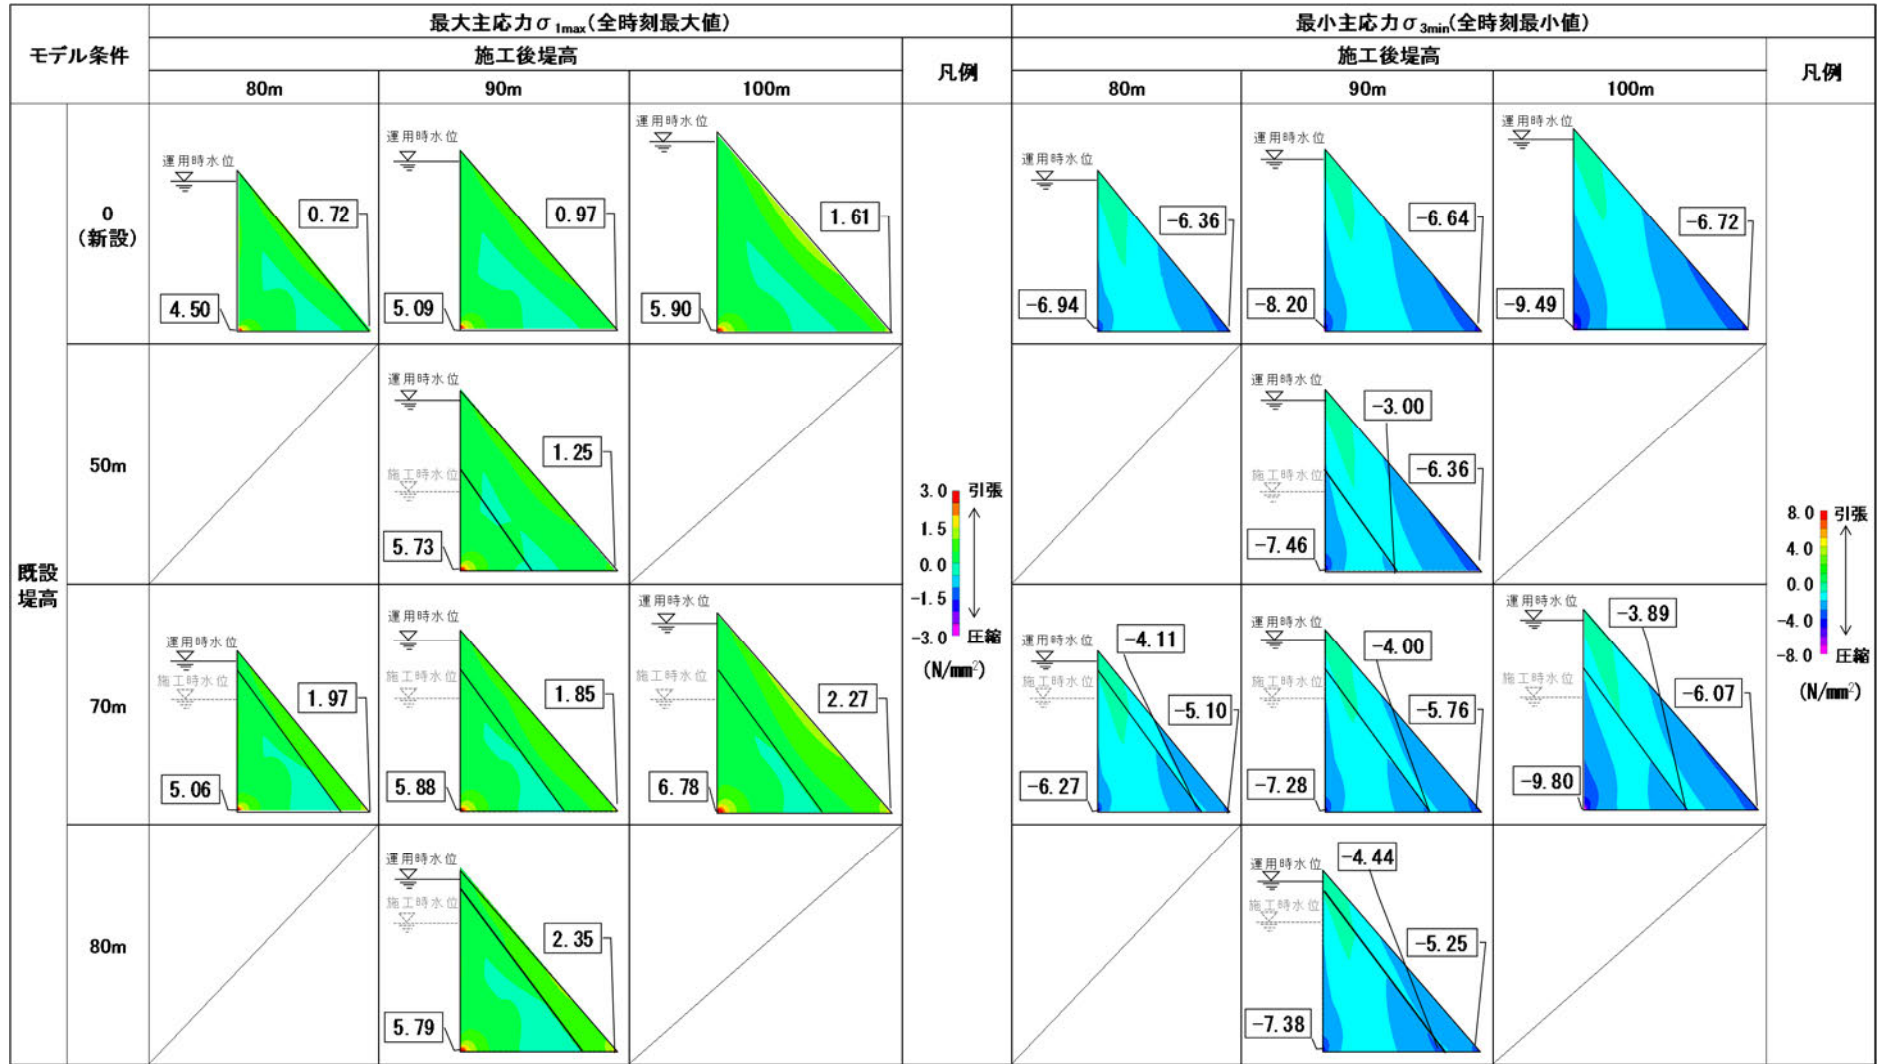 モデル条件
最大主応力σ1max(全時刻最大値)
施工後堤高
80m
90m
100m
凡例
最小主応力σ3min(全時刻最小値)
施工後堤高
80m
90m
100m
凡例
既設
堤高
0
(新設)
運用時水位
0.72
4.50
運用時水位
0.97
5.09
運用時水位
1.61
5.90
運用時水位
-6.36
-6.94
運用時水位
-6.64
-8.20
運用時水位
-6.72
-9.49
50m
運用時水位
施工時水位
1.25
5.73
運用時水位
施工時水位
-3.00
-6.36
-7.46
70m
運用時水位
施工時水位
1.97
5.06
運用時水位
施工時水位
1.85
5.88
運用時水位
施工時水位
2.27
6.78
運用時水位
施工時水位
-4.11
-5.10
-6.27
運用時水位
施工時水位
-4.00
-5.76
-7.28
運用時水位
施工時水位
-3.89
-6.07
-9.80
80m
運用時水位
施工時水位
2.35
5.79
運用時水位
施工時水位
-4.44
-5.25
-7.38
3.0 引張
1.5
0.0
-1.5
-3.0 圧縮
(N/mm²)
8.0 引張
4.0
0.0
-4.0
-8.0 圧縮
(N/mm²)